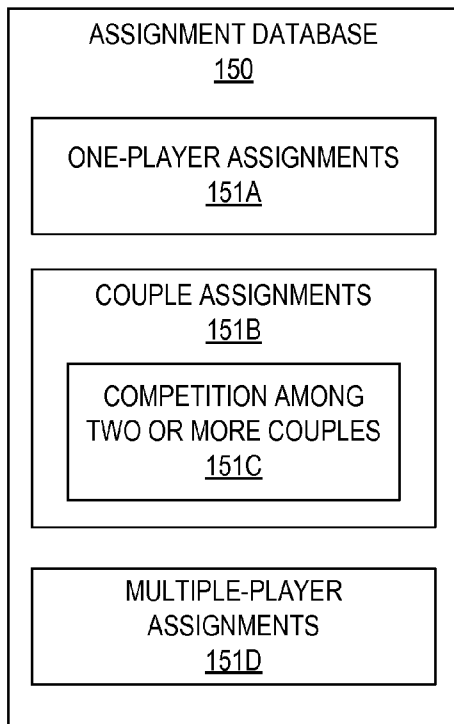 ASSIGNMENT DATABASE
150
ONE-PLAYER ASSIGNMENTS
151A
COUPLE ASSIGNMENTS
151B
COMPETITION AMONG
TWO OR MORE COUPLES
151C
MULTIPLE-PLAYER
ASSIGNMENTS
151D